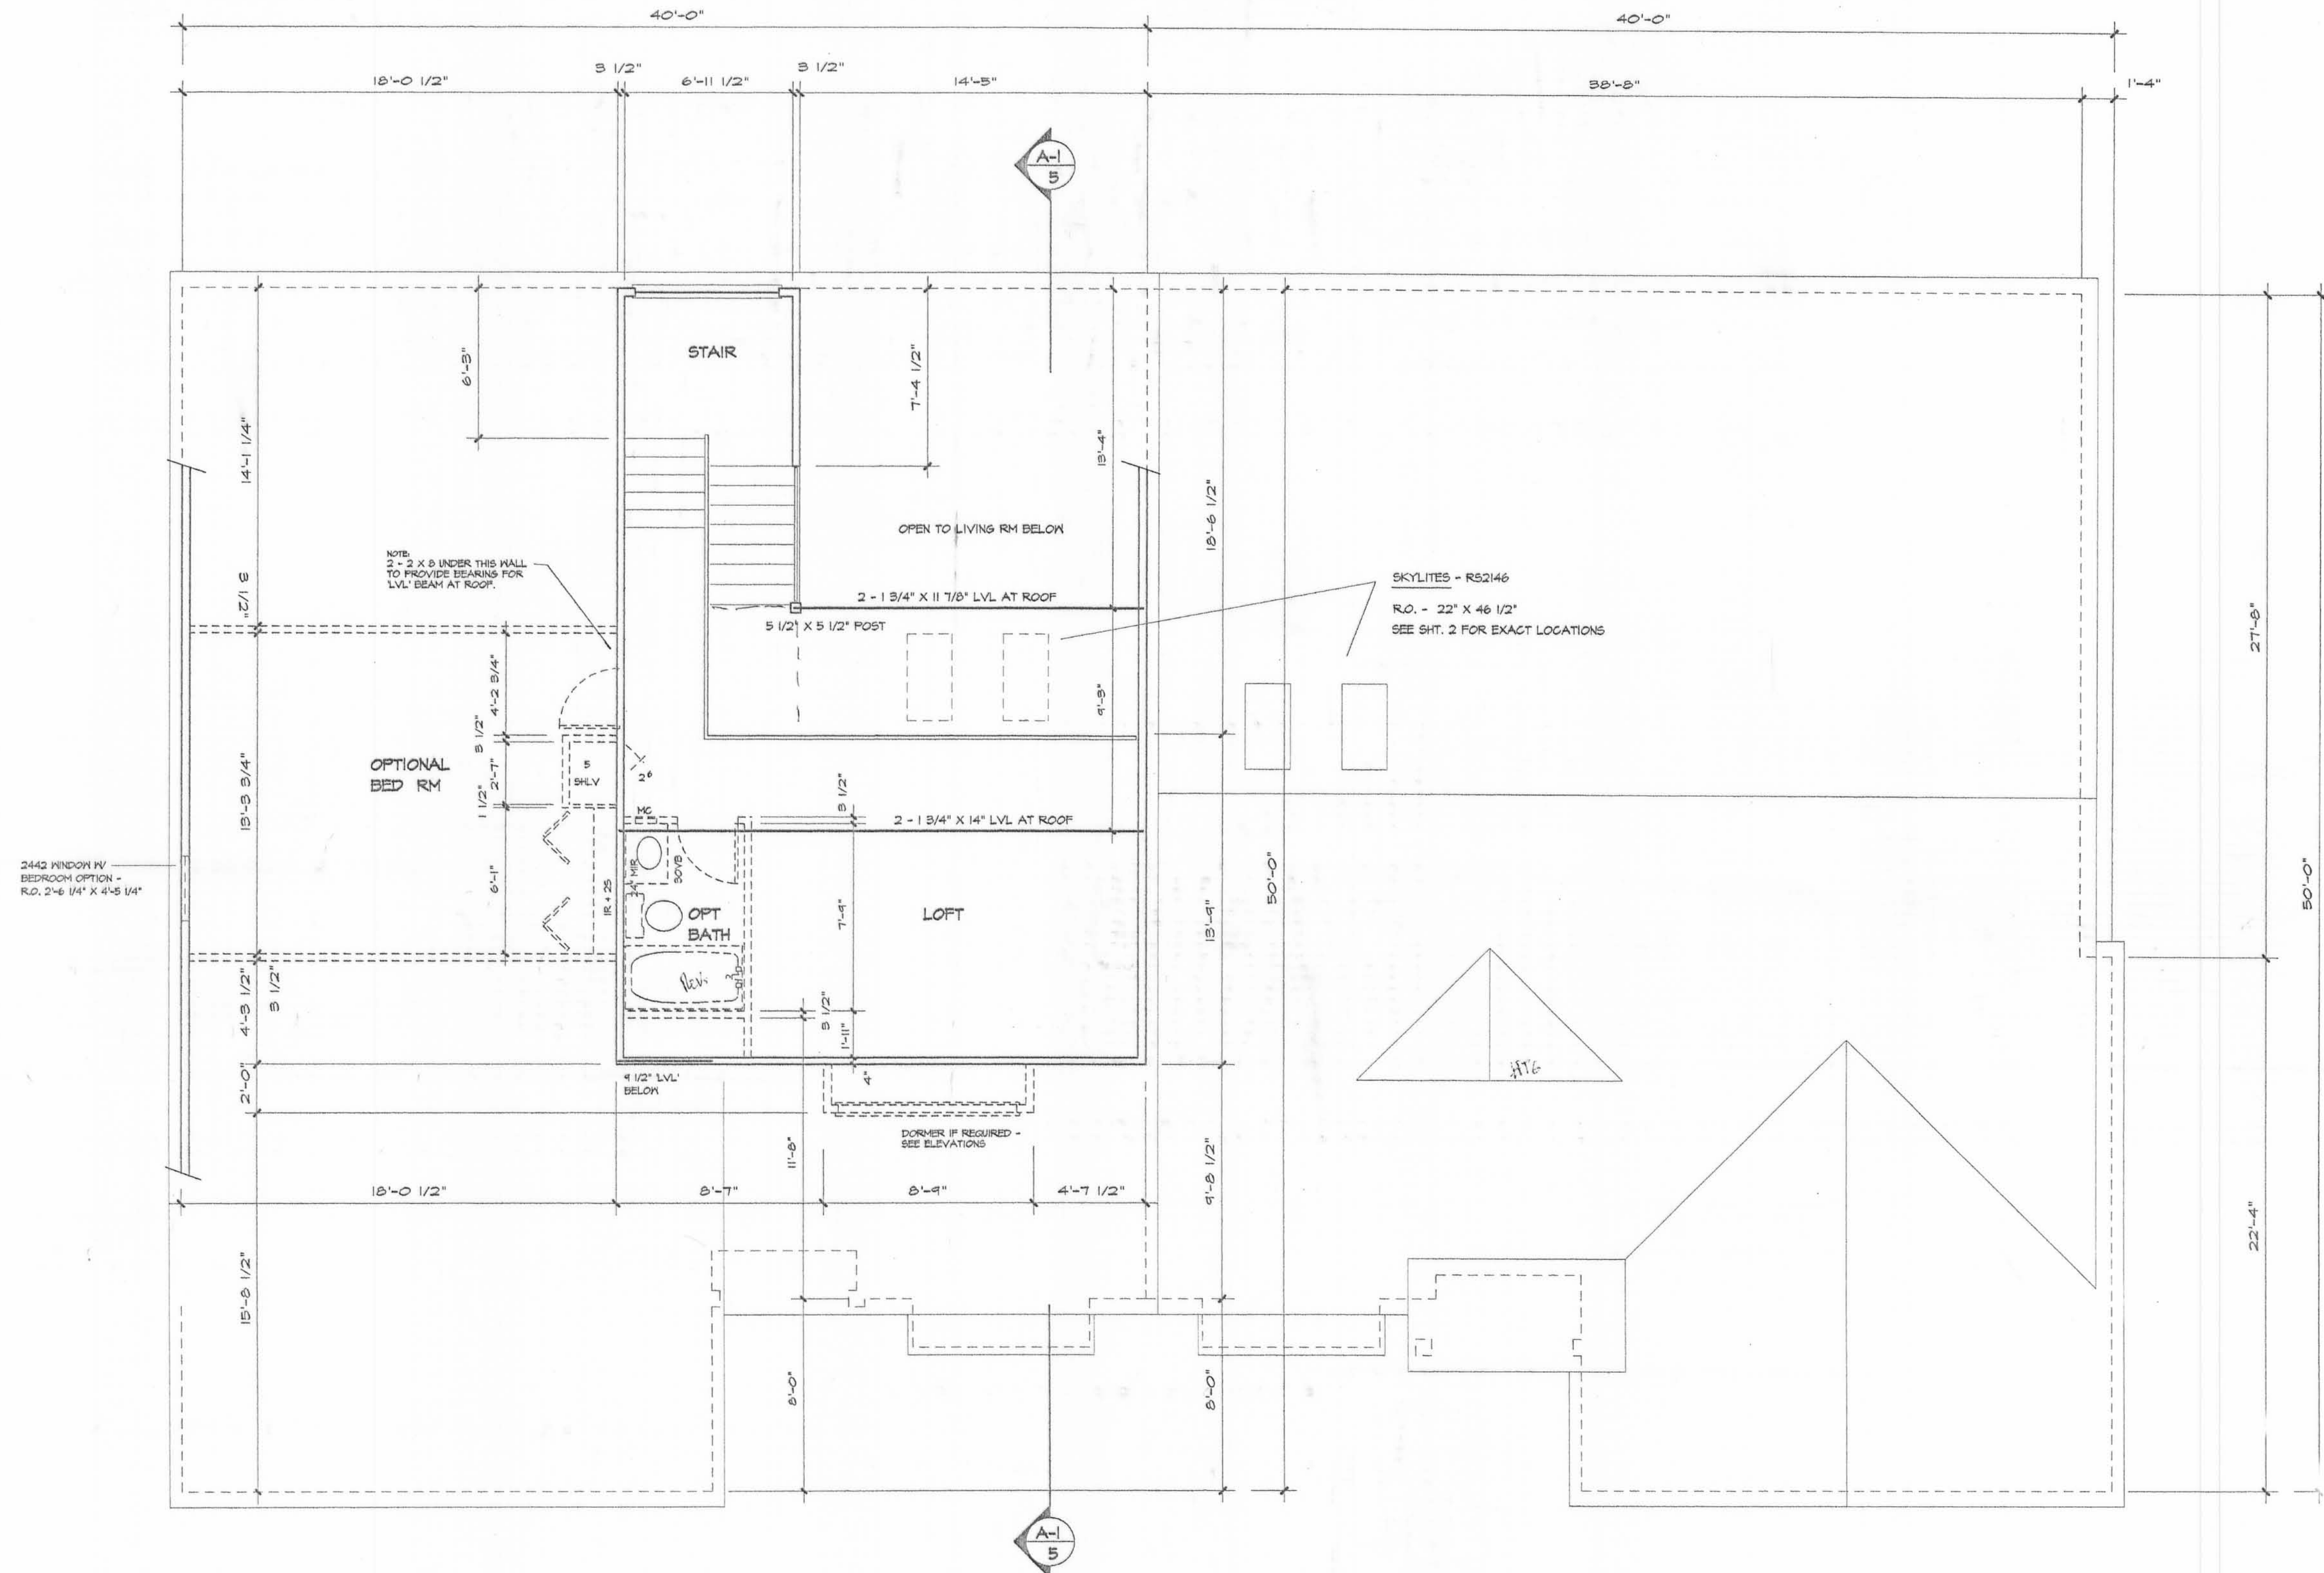 40'-0"
40'-0"
18'-0 1/2"
3 1/2"
6'-11 1/2"
3 1/2"
14'-5"
38'-8"
1'-4"
A-1
5
STAIR
6'-3"
7'-4 1/2"
14'-1 1/4"
13'-4"
18'-6 1/2"
OPEN TO LIVING RM BELOW
NOTE:
2 - 2 X 8 UNDER THIS WALL
TO PROVIDE BEARING FOR
'LVL' BEAM AT ROOF.
3 1/2"
2 - 1 3/4" X 11 7/8" LVL AT ROOF
5 1/2" X 5 1/2" POST
SKYLITES - RS2146
R.O. - 22" X 46 1/2"
SEE SHT. 2 FOR EXACT LOCATIONS
27'-8"
4'-2 3/4"
9'-3"
3 1/2"
OPTIONAL
BED RM
2'-7"
5
SHLV
2⁶
13'-3 3/4"
1 1/2"
MC
3 1/2"
2 - 1 3/4" X 14" LVL AT ROOF
2442 WINDOW W/
BEDROOM OPTION -
R.O. 2'-6 1/4" X 4'-5 1/4"
6'-1"
1R + 2S
24" MIR
30VB
OPT
BATH
7'-9"
LOFT
13'-9"
50'-0"
50'-0"
4'-3 1/2"
3 1/2"
Rev.
3 1/2"
1'-11"
2'-0"
9 1/2" 'LVL'
BELOW
4"
HTG
DORMER IF REQUIRED -
SEE ELEVATIONS
11'-8"
9'-8 1/2"
18'-0 1/2"
8'-7"
8'-9"
4'-7 1/2"
22'-4"
15'-8 1/2"
8'-0"
8'-0"
A-1
5